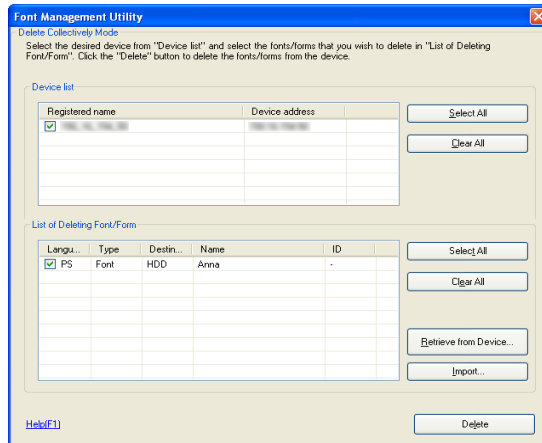 Font Management Utility
Delete Collectively Mode
Select the desired device from "Device list" and select the fonts/forms that you wish to delete in "List of Deleting
Font/Form". Click the "Delete" button to delete the fonts/forms from the device.
Device list
Registered name Device address
Select All
Clear All
List of Deleting Font/Form
Langu... Type Destin... Name ID
PS Font HDD Anna -
Select All
Clear All
Retrieve from Device...
Import...
Help(F1)
Delete